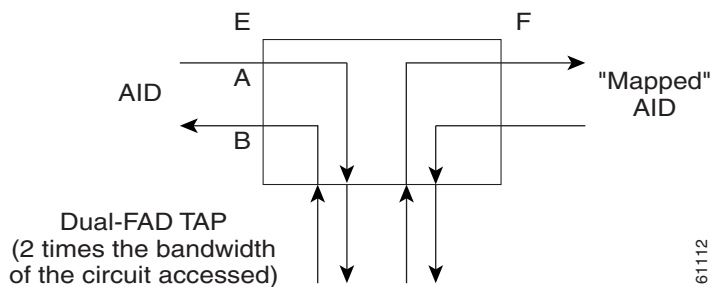 E
F
A
AID
"Mapped"
AID
B
Dual-FAD TAP
(2 times the bandwidth
of the circuit accessed)
61112